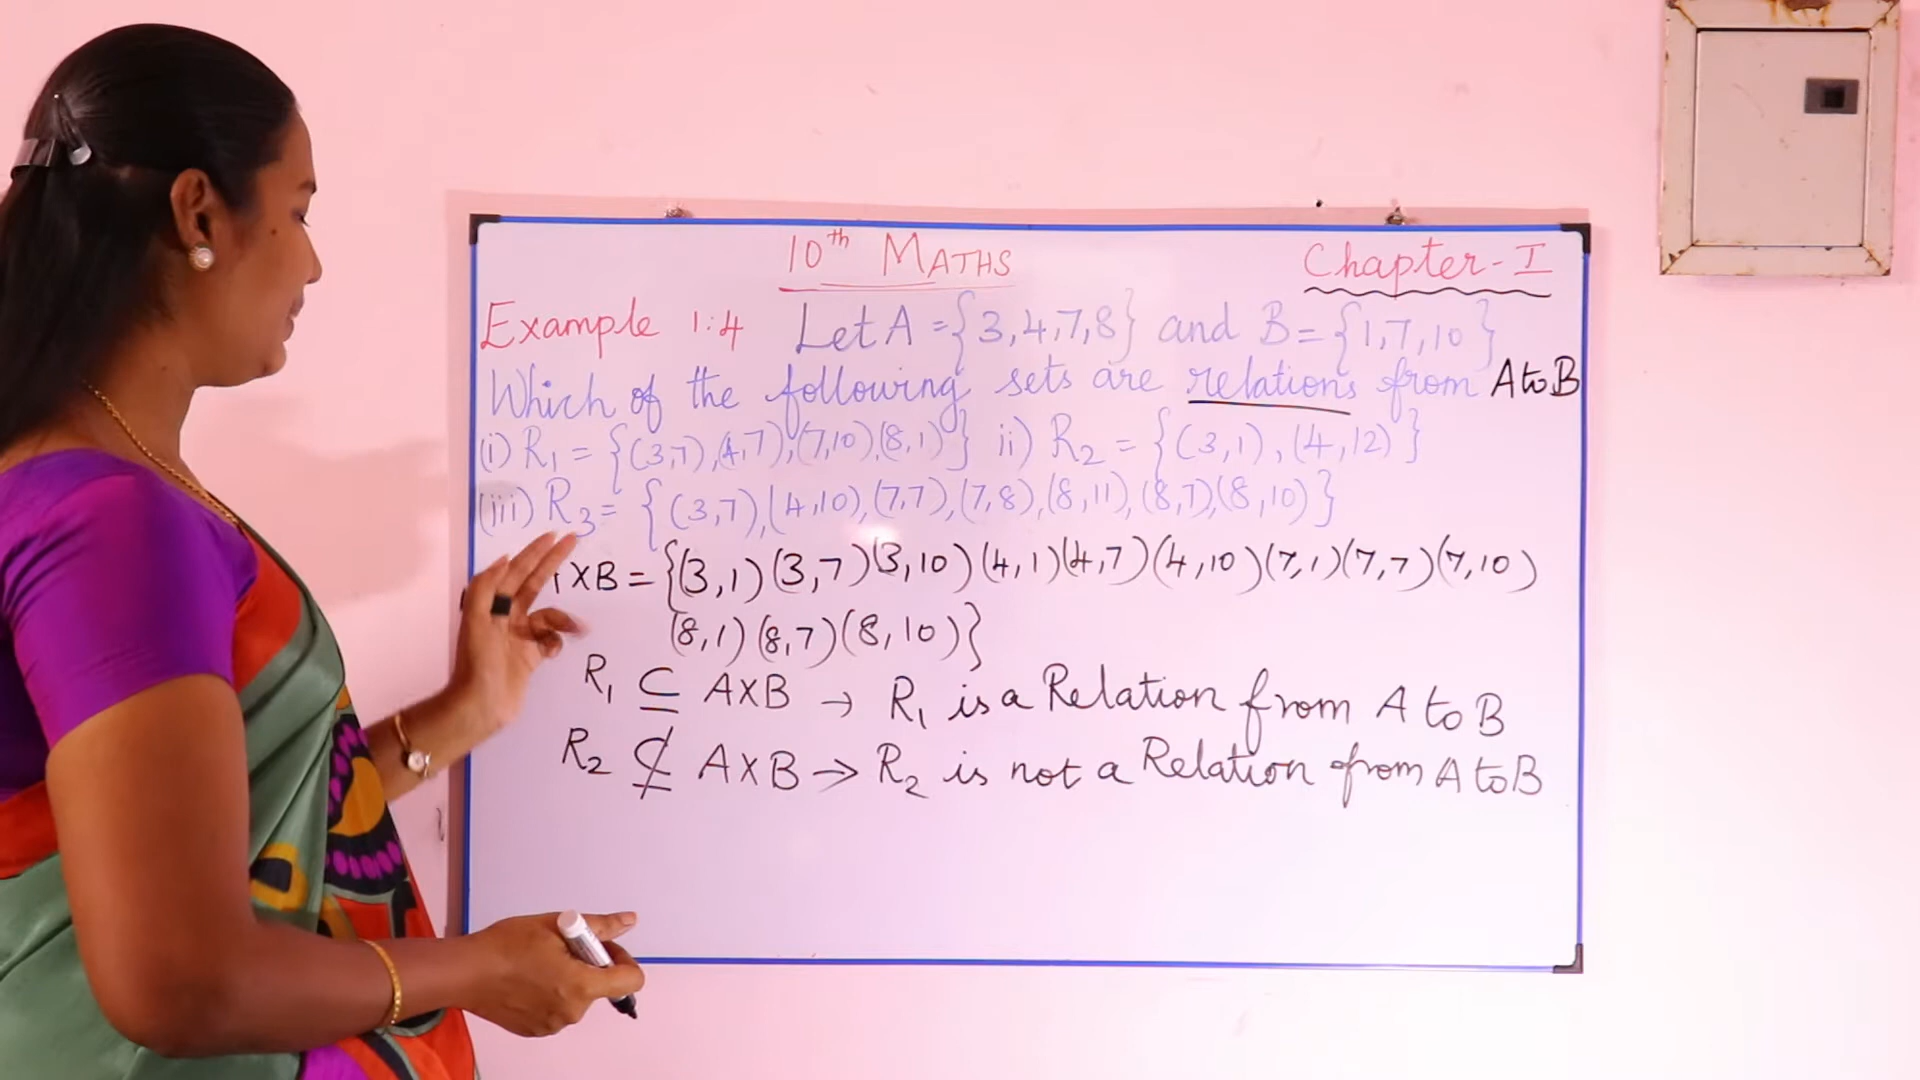 10th MATHS Chapter-I
Example 1:4 Let A = {3,4,7,8} and B = {1,7,10}
Which of the following sets are relations from A to B
(i) R1 = {(3,7),(4,7),(7,10),(8,1)} ii) R2 = {(3,1),(4,12)}
(iii) R3 = {(3,7),(4,10),(7,7),(7,8),(8,11),(8,7),(8,10)}
XB = {(3,1)(3,7)(3,10)(4,1)(4,7)(4,10)(7,1)(7,7)(7,10)
(8,1)(8,7)(8,10)}
R1 ⊆ AXB → R1 is a Relation from A to B
R2 ⊈ AXB → R2 is not a Relation from A to B